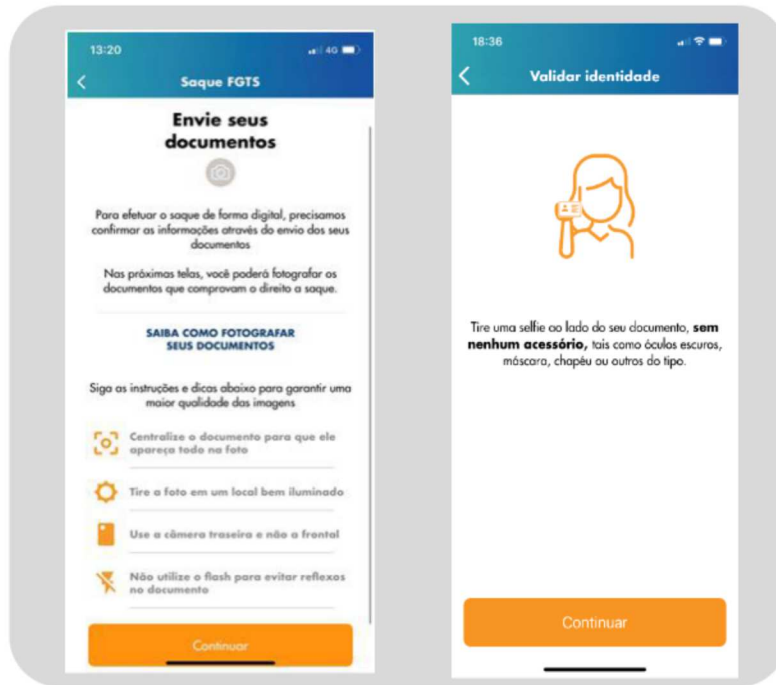 13:20
4G
Saque FGTS
Envie seus
documentos
Para efetuar o saque de forma digital, precisamos
confirmar as informações através do envio dos seus
documentos
Nas próximas telas, você poderá fotografar os
documentos que comprovam o direito a saque.
SAIBA COMO FOTOGRAFAR
SEUS DOCUMENTOS
Siga as instruções e dicas abaixo para garantir uma
maior qualidade das imagens
Centralize o documento para que ele
apareça todo na foto
Tire a foto em um local bem iluminado
Use a câmera traseira e não a frontal
Não utilize o flash para evitar reflexos
no documento
Continuar
18:36
Validar identidade
Tire uma selfie ao lado do seu documento, sem
nenhum acessório, tais como óculos escuros,
máscara, chapéu ou outros do tipo.
Continuar